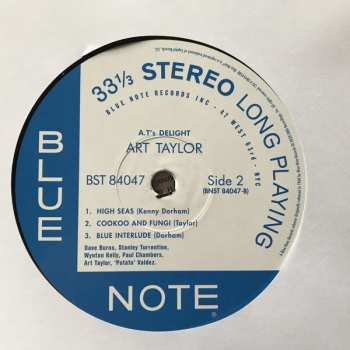 33⅓ STEREO LONG PLAYING
BLUE NOTE RECORDS INC · 47 WEST 63rd · NYC
A.T's DELIGHT
ART TAYLOR
BST 84047
Side 2
(BNST 84047-B)
1. HIGH SEAS (Kenny Dorham)
2. COOKOO AND FUNGI (Taylor)
3. BLUE INTERLUDE (Dorham)
Dave Burns, Stanley Turrentine,
Wynton Kelly, Paul Chambers,
Art Taylor, 'Potato' Valdez.
BLUE
NOTE